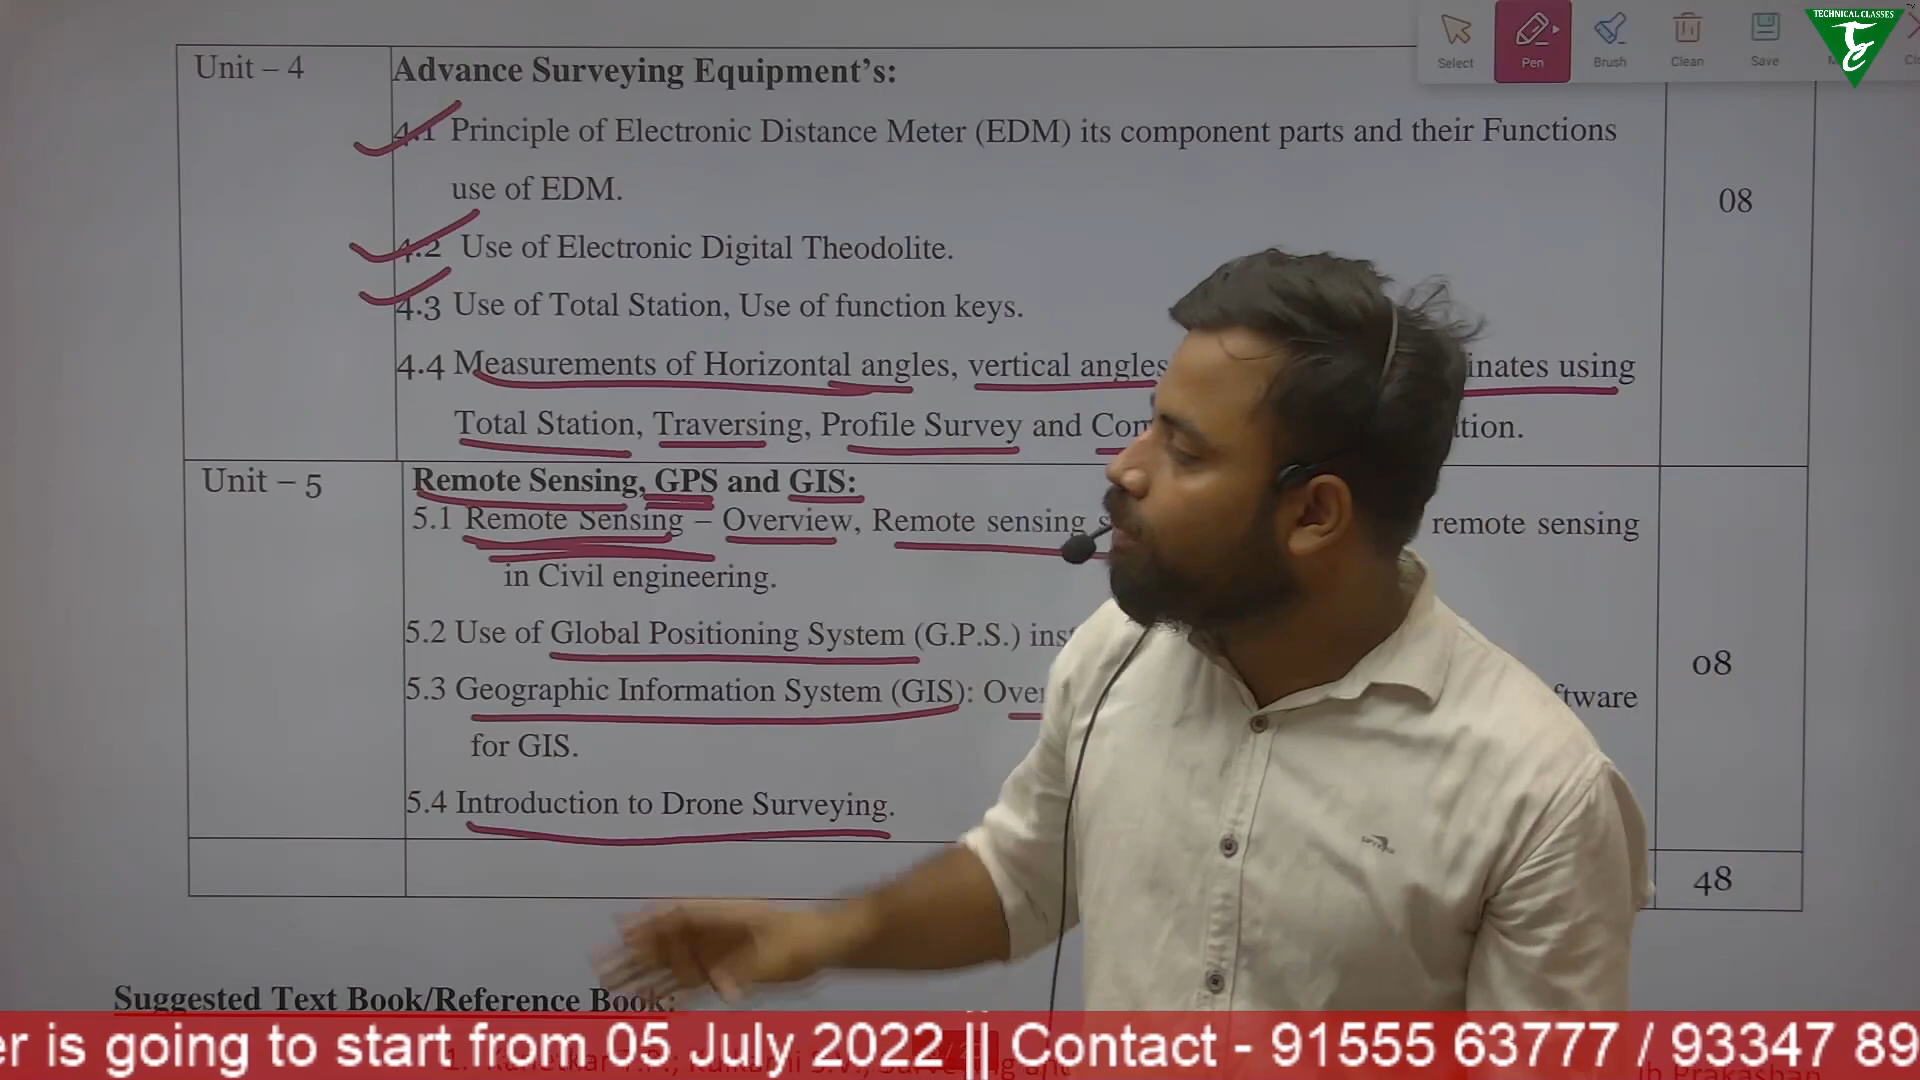 TECHNICAL CLASSES
Select Pen Brush Clean Save
Unit – 4
Advance Surveying Equipment's:
4.1 Principle of Electronic Distance Meter (EDM) its component parts and their Functions
use of EDM.
08
4.2 Use of Electronic Digital Theodolite.
4.3 Use of Total Station, Use of function keys.
4.4 Measurements of Horizontal angles, vertical angles inates using
Total Station, Traversing, Profile Survey and Con tion.
Unit – 5
Remote Sensing, GPS and GIS:
5.1 Remote Sensing – Overview, Remote sensing s remote sensing
in Civil engineering.
5.2 Use of Global Positioning System (G.P.S.) ins
08
5.3 Geographic Information System (GIS): Over ftware
for GIS.
5.4 Introduction to Drone Surveying.
48
Suggested Text Book/Reference Book:
er is going to start from 05 July 2022 || Contact - 91555 63777 / 93347 89